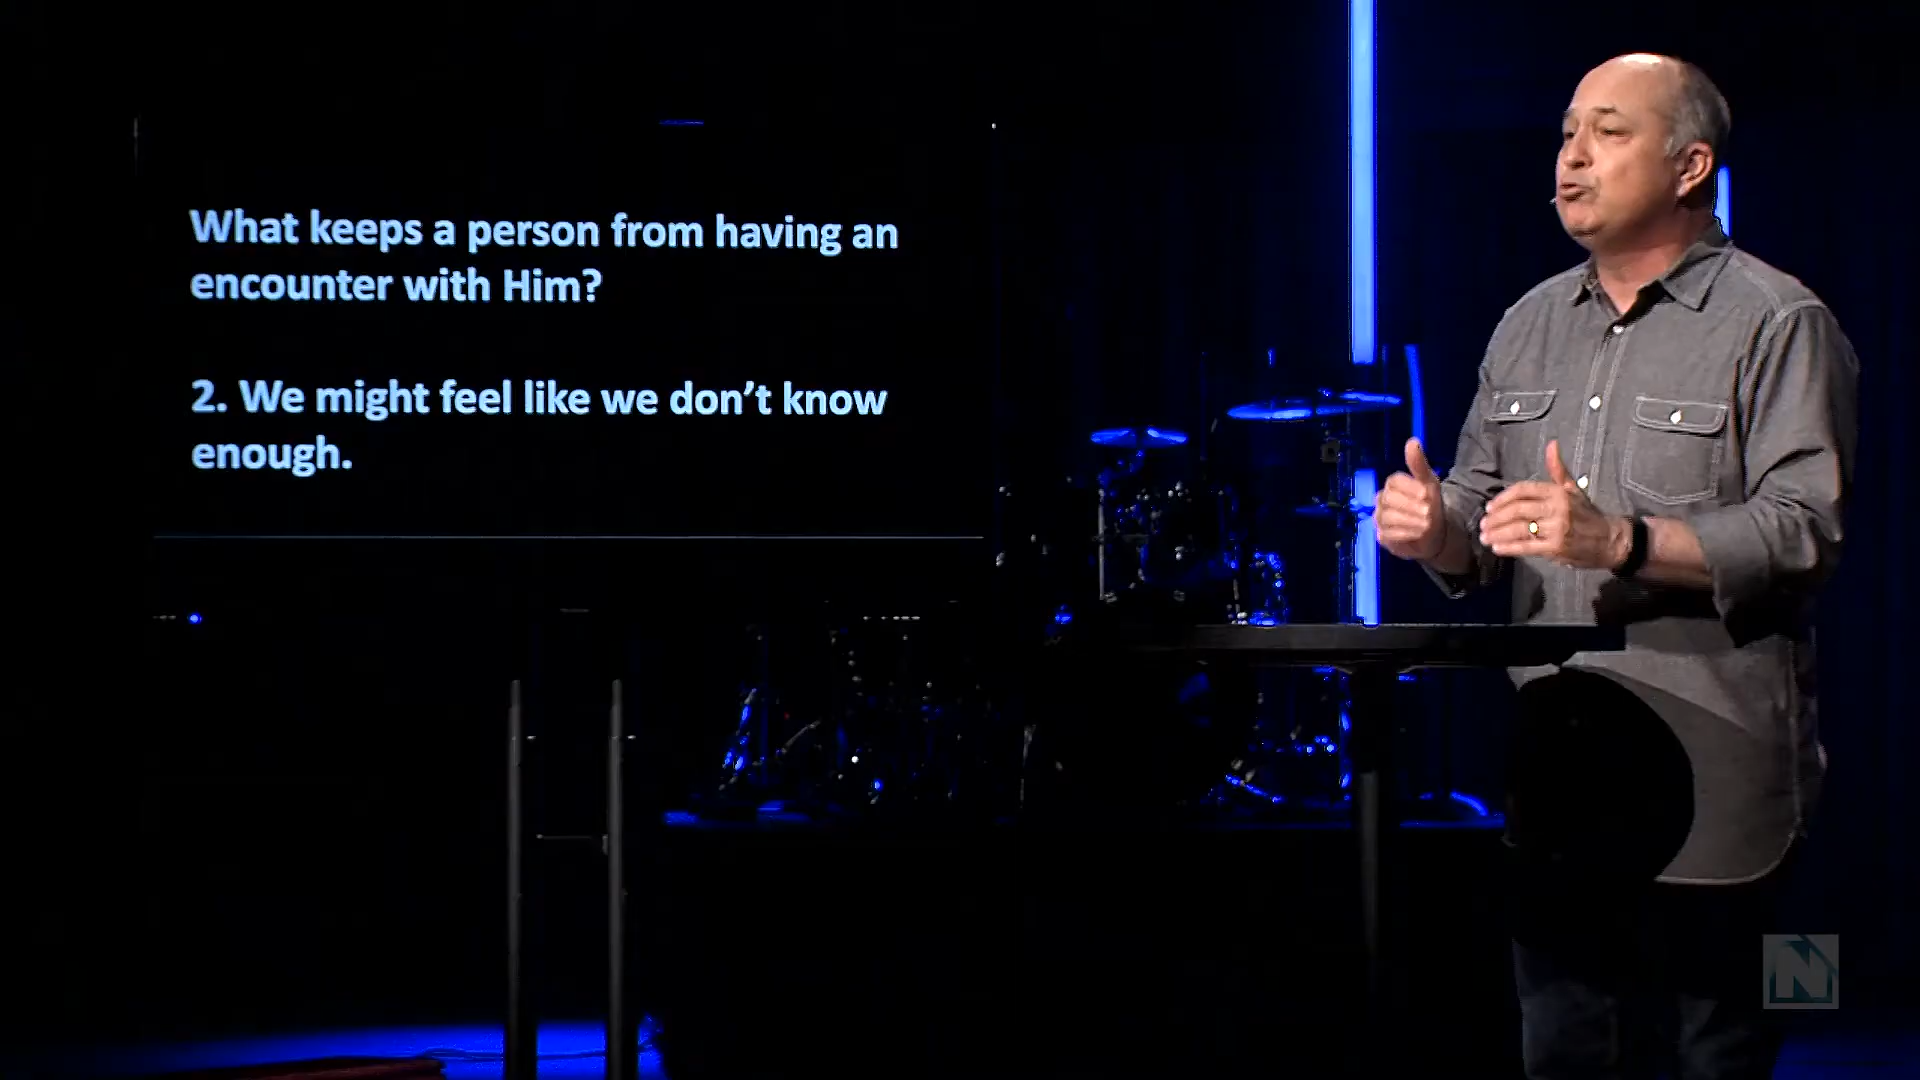 What keeps a person from having an
encounter with Him?
2. We might feel like we don't know
enough.
N